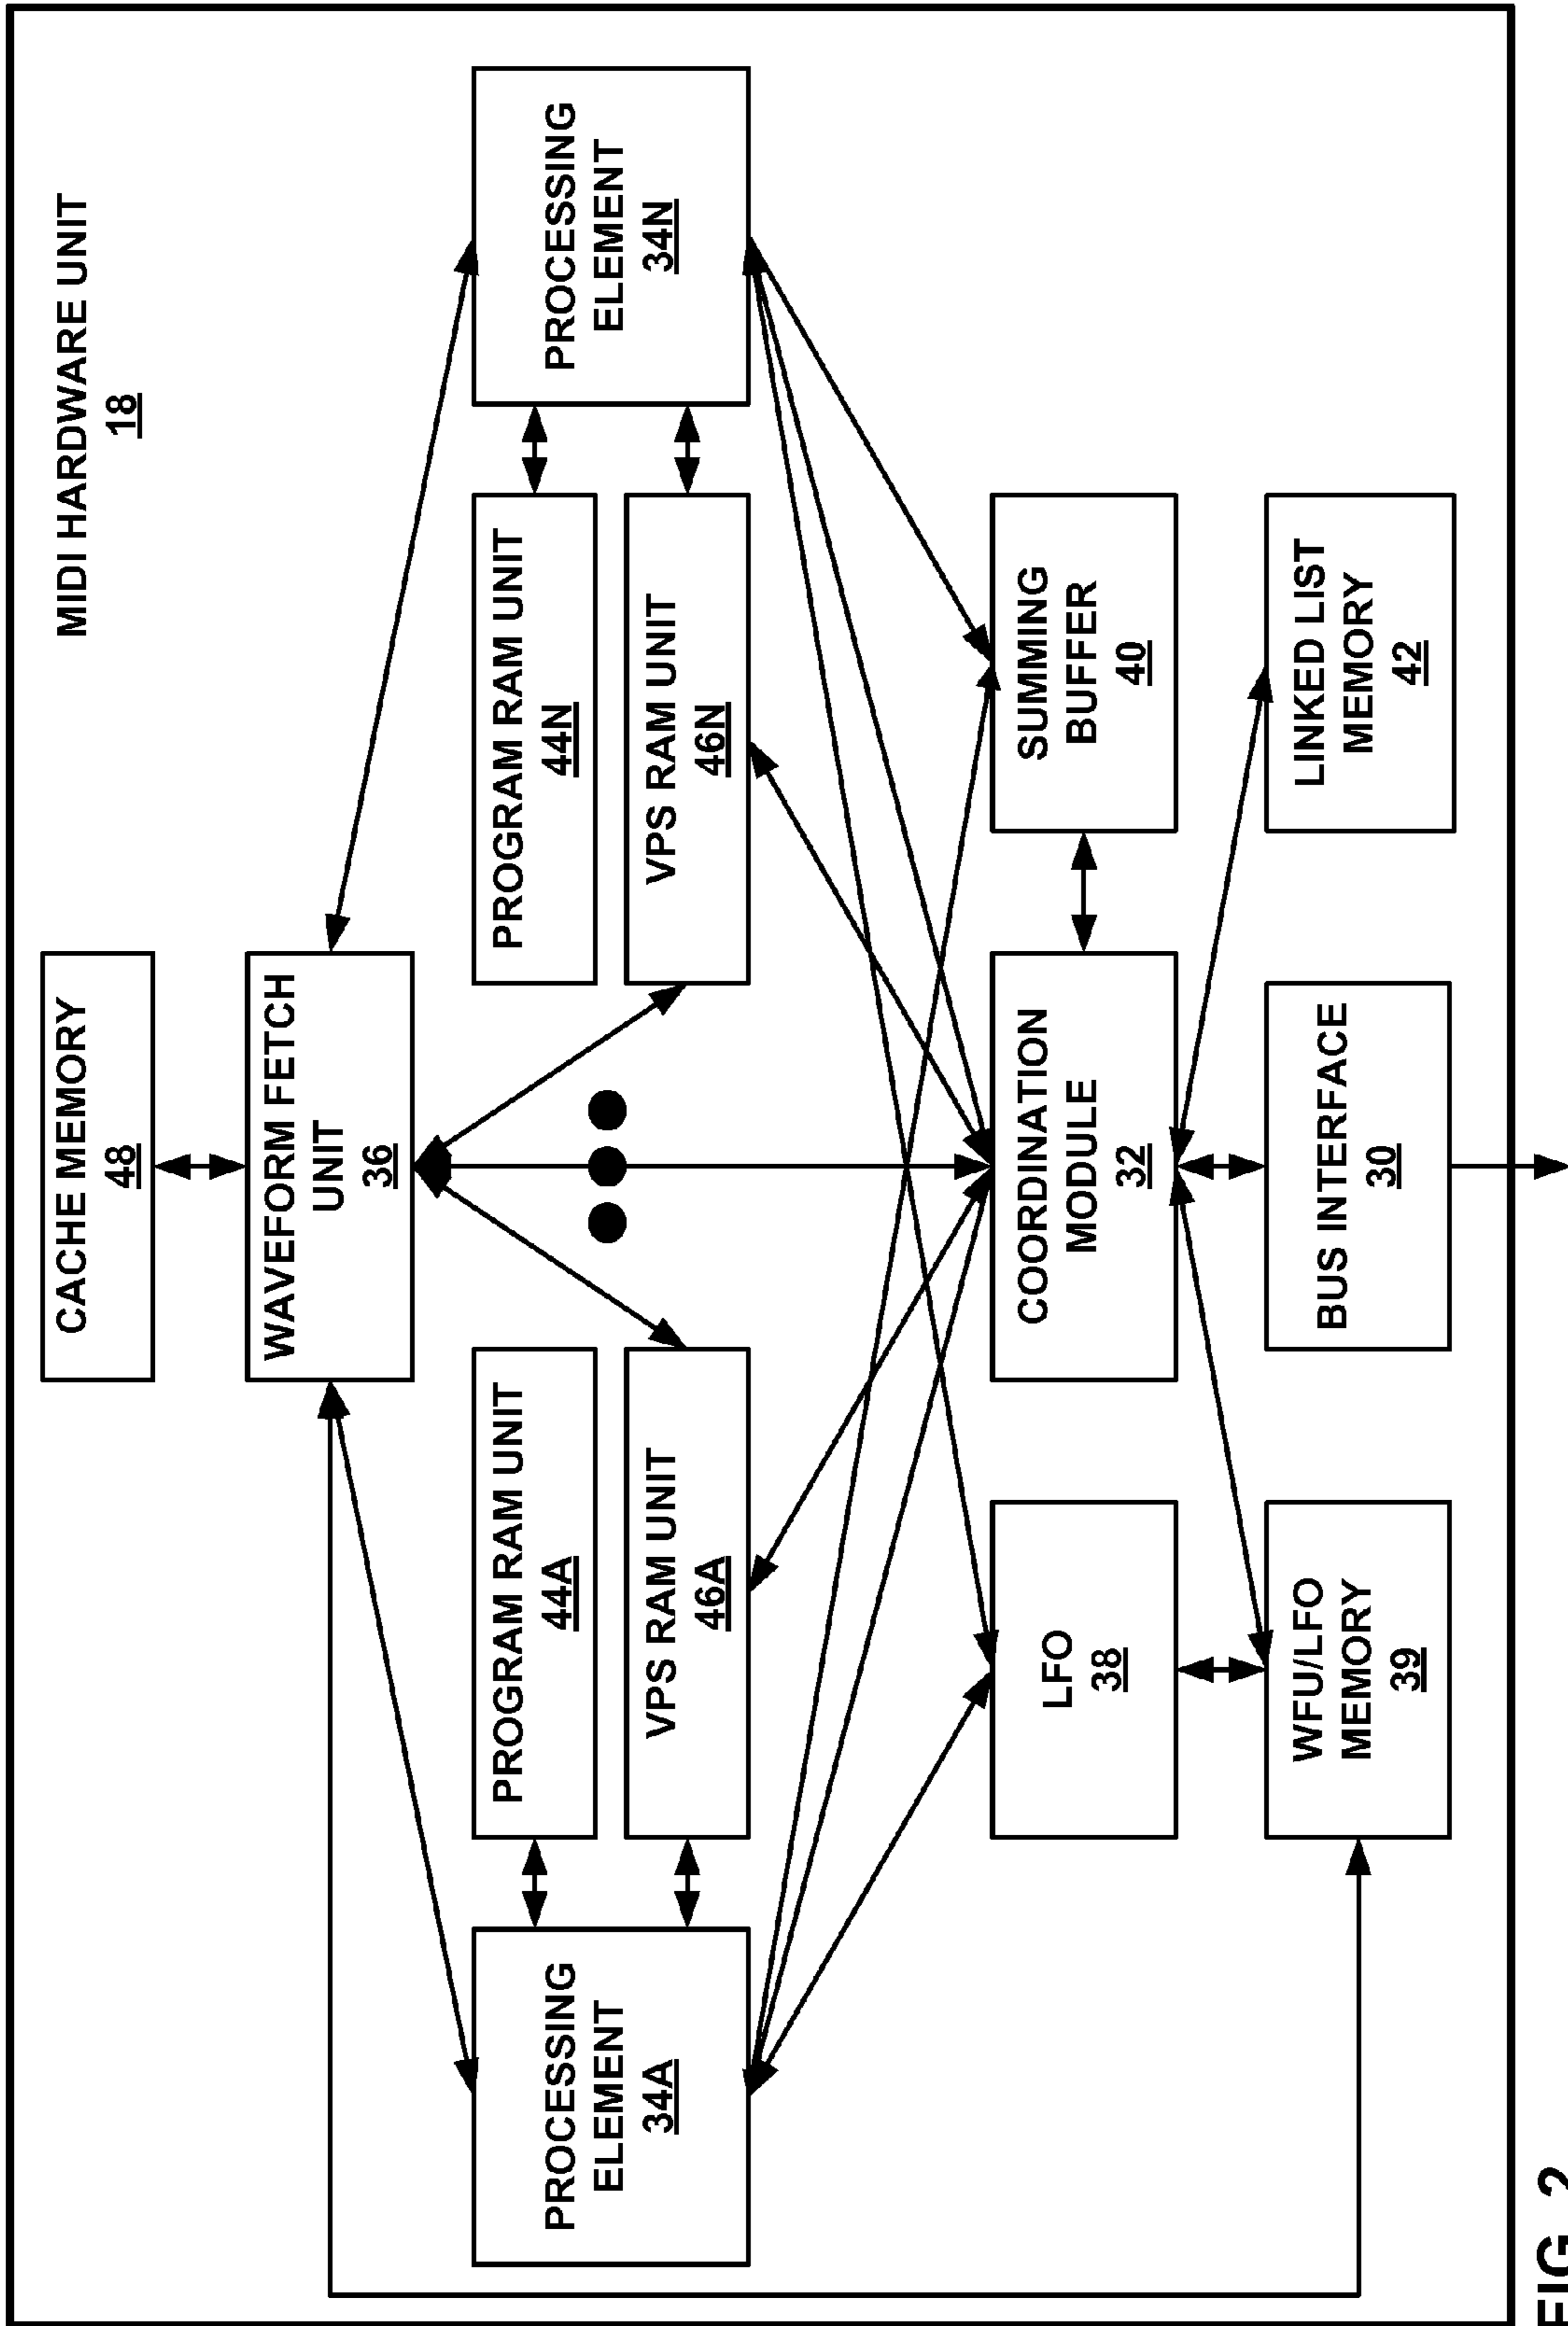 MIDI HARDWARE UNIT
18
CACHE MEMORY
48
WAVEFORM FETCH
UNIT
36
PROCESSING
ELEMENT
34A
PROGRAM RAM UNIT
44A
VPS RAM UNIT
46A
PROGRAM RAM UNIT
44N
VPS RAM UNIT
46N
PROCESSING
ELEMENT
34N
LFO
38
COORDINATION
MODULE
32
SUMMING
BUFFER
40
WFU/LFO
MEMORY
39
BUS INTERFACE
30
LINKED LIST
MEMORY
42
FIG. 2